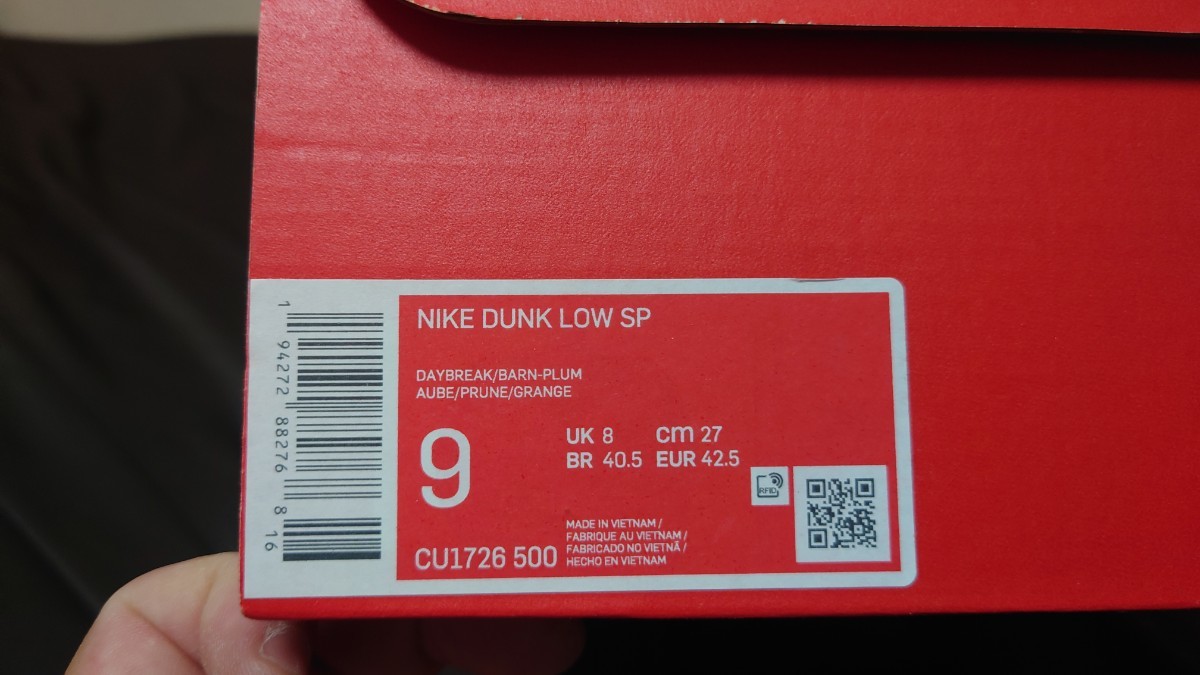 NIKE DUNK LOW SP
DAYBREAK/BARN-PLUM
AUBE/PRUNE/GRANGE
9
UK 8 cm 27
BR 40.5 EUR 42.5
RFID
CU1726 500
MADE IN VIETNAM /
FABRIQUE AU VIETNAM /
FABRICADO NO VIETNÃ /
HECHO EN VIETNAM
1 94272 88276 8 16